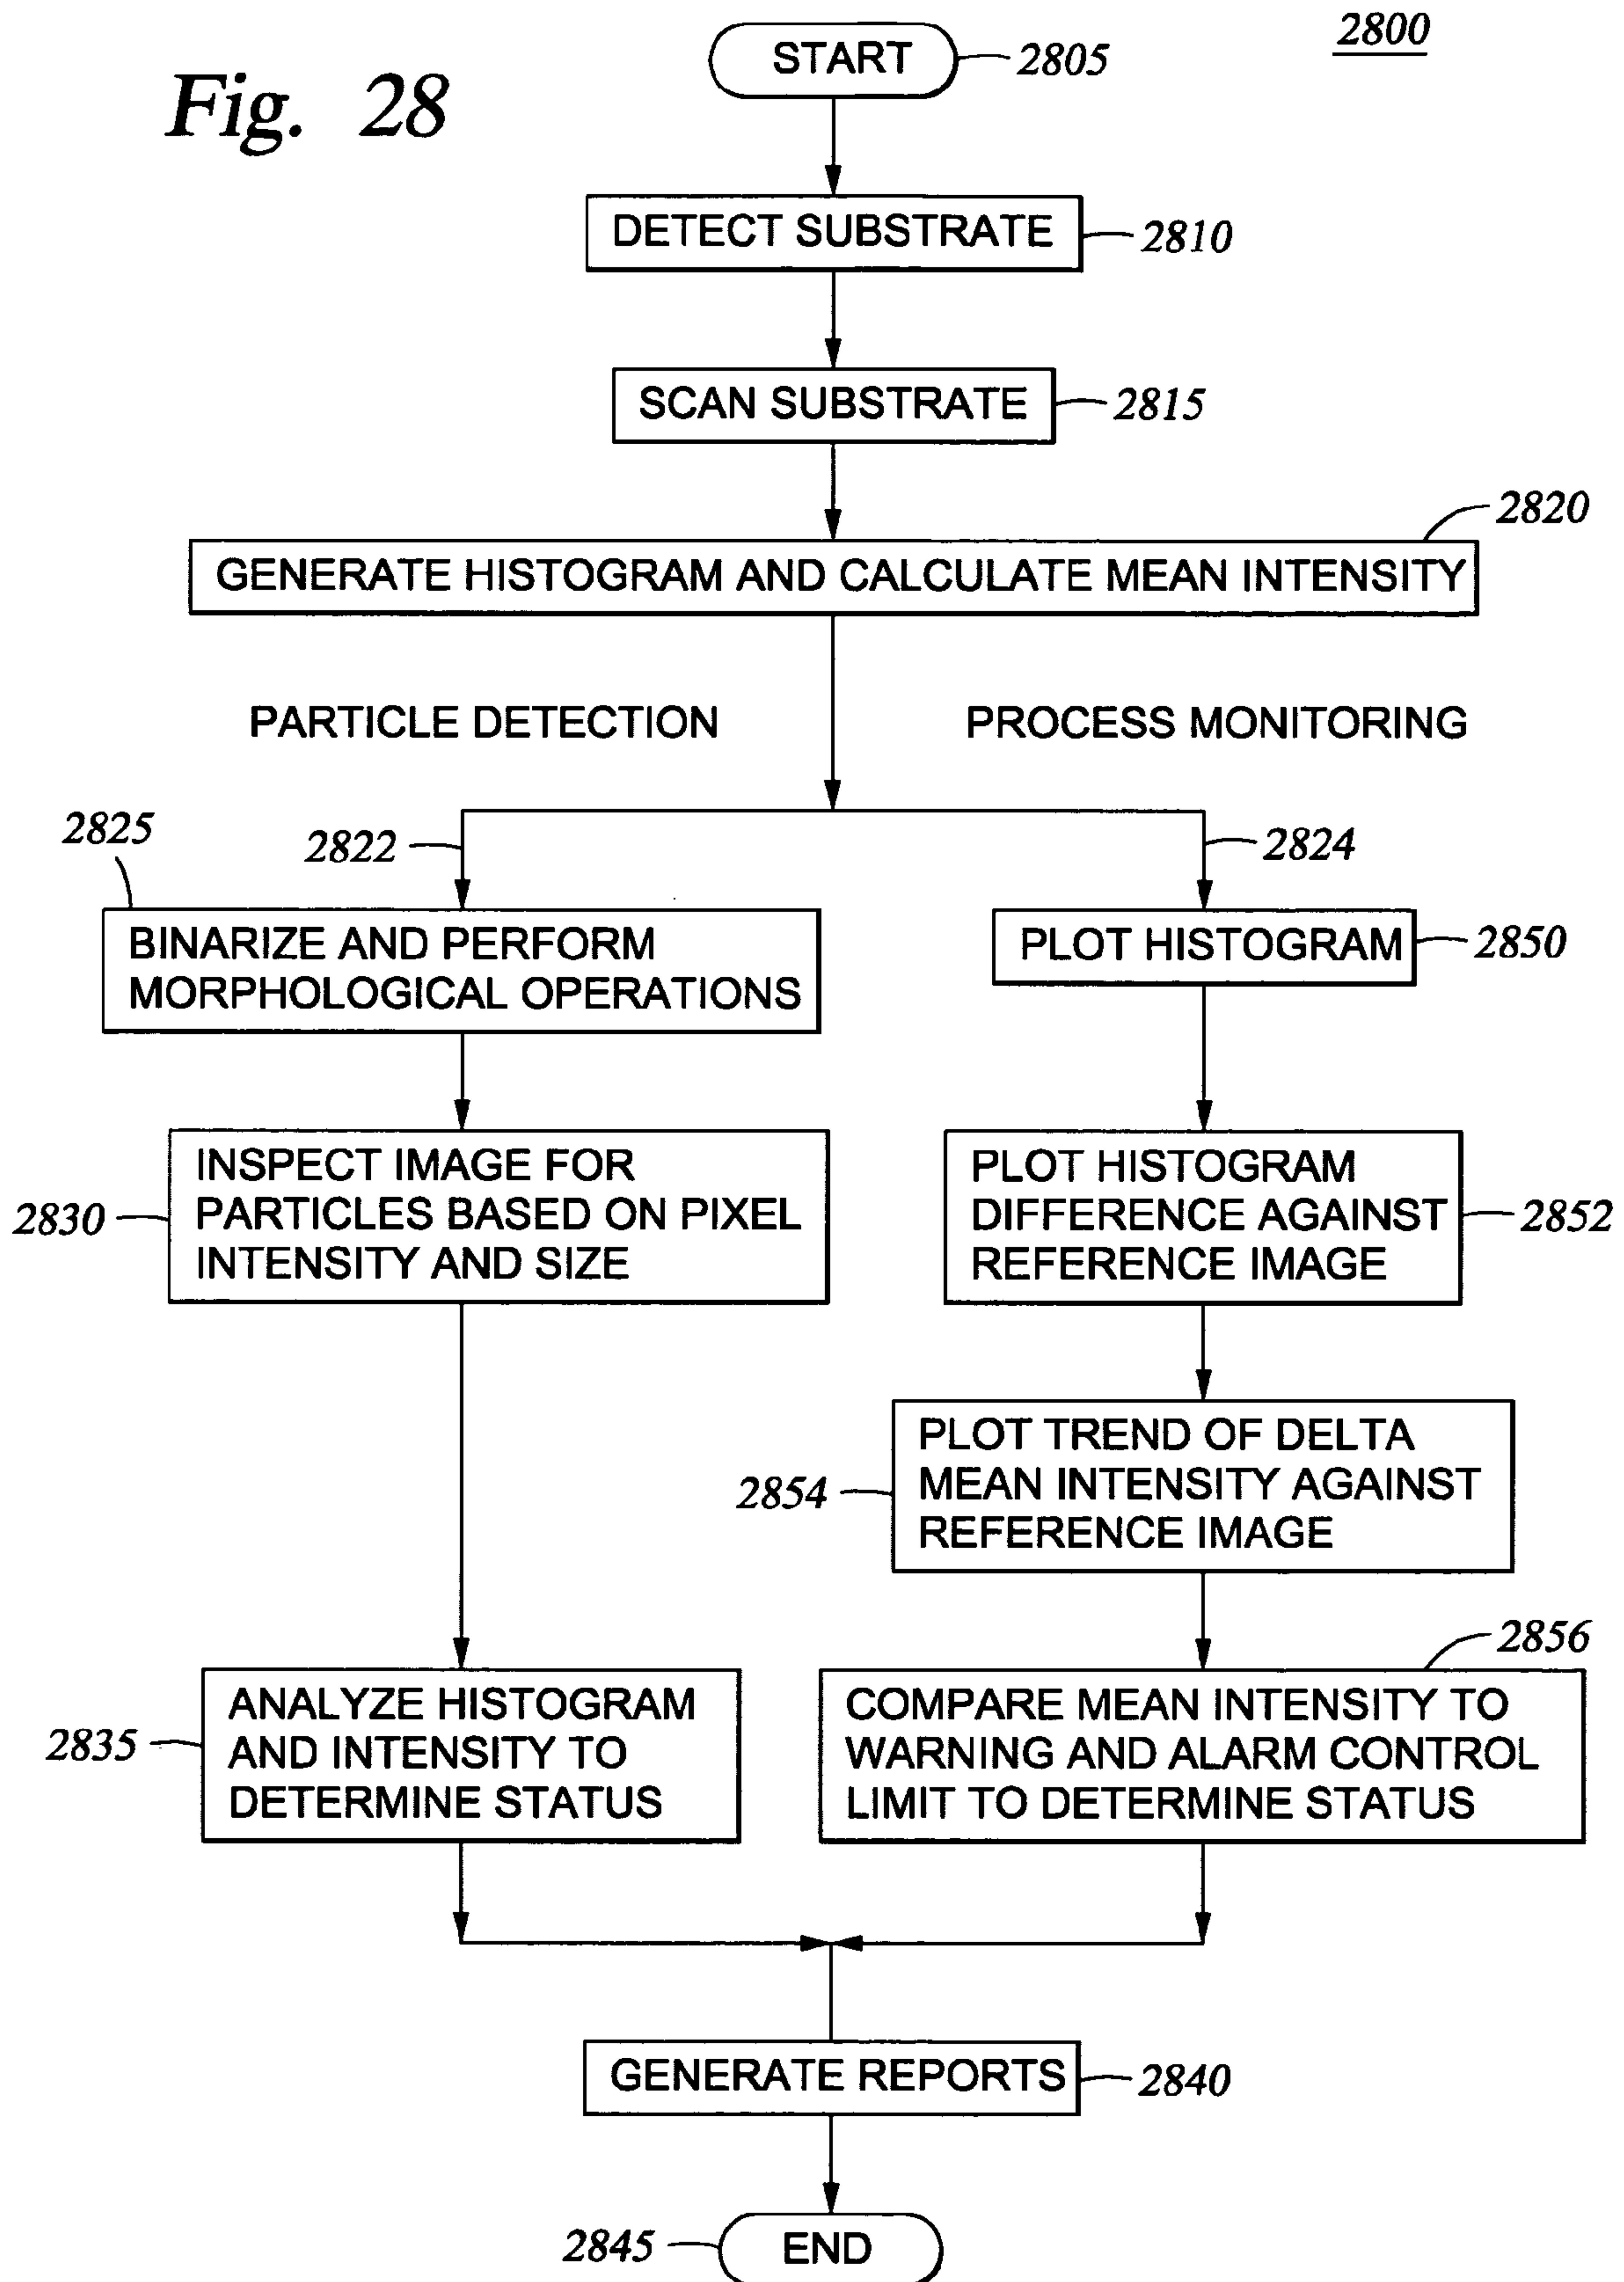 2800
START
2805
Fig. 28
DETECT SUBSTRATE
2810
SCAN SUBSTRATE
2815
2820
GENERATE HISTOGRAM AND CALCULATE MEAN INTENSITY
PARTICLE DETECTION
PROCESS MONITORING
2825
2822
2824
BINARIZE AND PERFORM
MORPHOLOGICAL OPERATIONS
PLOT HISTOGRAM
2850
2830
INSPECT IMAGE FOR
PARTICLES BASED ON PIXEL
INTENSITY AND SIZE
PLOT HISTOGRAM
DIFFERENCE AGAINST
REFERENCE IMAGE
2852
2854
PLOT TREND OF DELTA
MEAN INTENSITY AGAINST
REFERENCE IMAGE
2856
2835
ANALYZE HISTOGRAM
AND INTENSITY TO
DETERMINE STATUS
COMPARE MEAN INTENSITY TO
WARNING AND ALARM CONTROL
LIMIT TO DETERMINE STATUS
GENERATE REPORTS
2840
2845
END